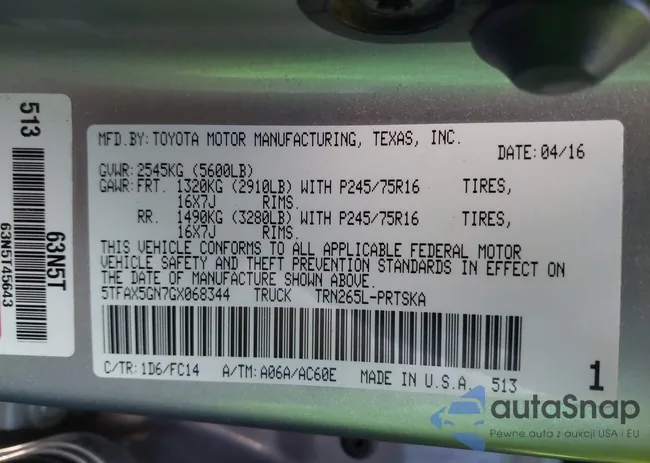 513
63N5T
63N5T45643
MFD.BY:TOYOTA MOTOR MANUFACTURING, TEXAS, INC.
DATE:04/16
GVWR:2545KG (5600LB)
GAWR:FRT. 1320KG (2910LB) WITH P245/75R16 TIRES,
16X7J RIMS.
RR. 1490KG (3280LB) WITH P245/75R16 TIRES,
16X7J RIMS.
THIS VEHICLE CONFORMS TO ALL APPLICABLE FEDERAL MOTOR
VEHICLE SAFETY AND THEFT PREVENTION STANDARDS IN EFFECT ON
THE DATE OF MANUFACTURE SHOWN ABOVE.
5TFAX5GN7GX068344 TRUCK TRN265L-PRTSKA
C/TR:1D6/FC14 A/TM:A06A/AC60E MADE IN U.S.A. 513
1
autaSnap
Pewne auta z aukcji USA i EU